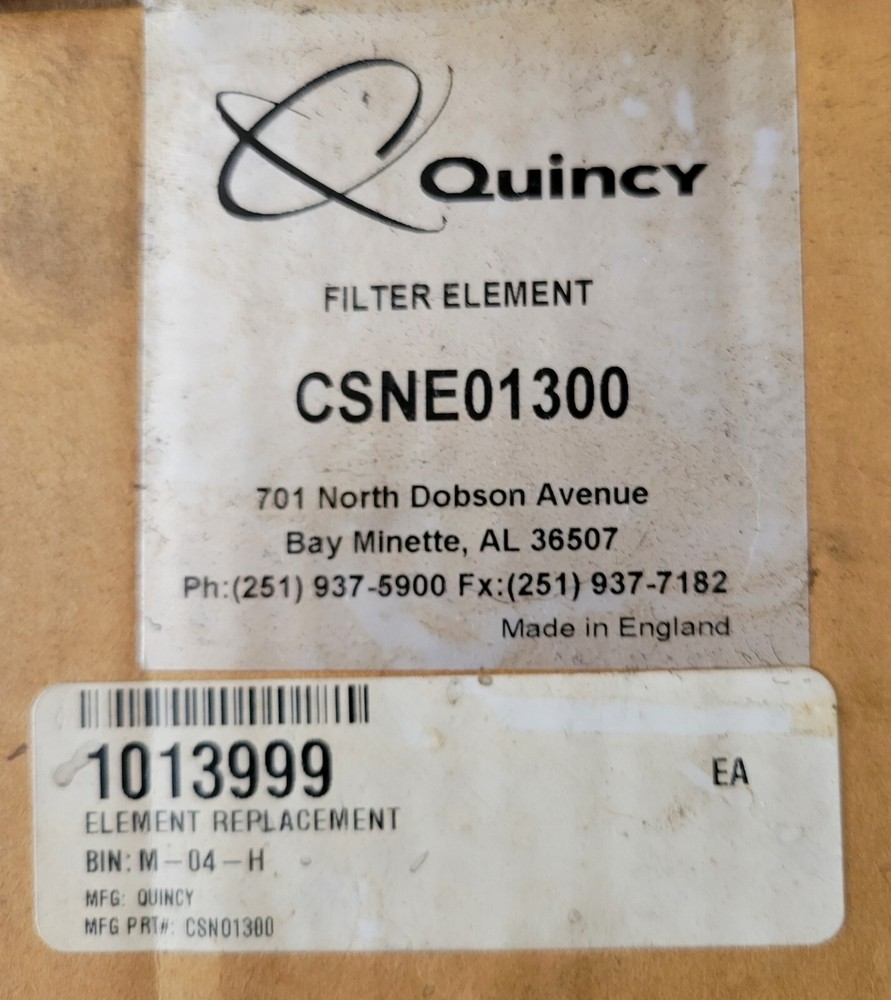 Quincy
FILTER ELEMENT
CSNE01300
701 North Dobson Avenue
Bay Minette, AL 36507
Ph:(251) 937-5900 Fx:(251) 937-7182
Made in England
1013999
EA
ELEMENT REPLACEMENT
BIN: M-04-H
MFG: QUINCY
MFG PRT#: CSN01300